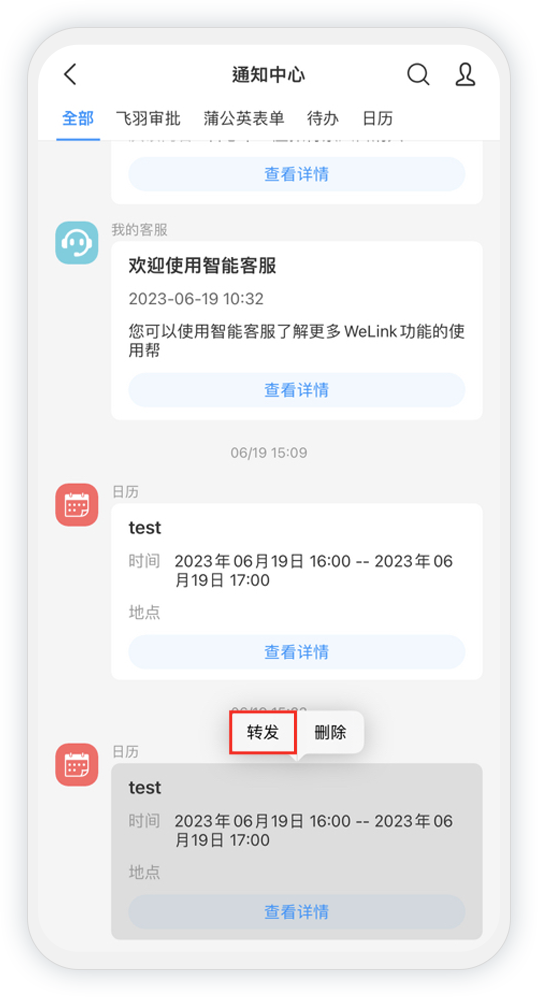 通知中心
全部 飞羽审批 蒲公英表单 待办 日历
查看详情
我的客服
欢迎使用智能客服
2023-06-19 10:32
您可以使用智能客服了解更多 WeLink 功能的使
用帮
查看详情
06/19 15:09
日历
test
时间 2023年06月19日 16:00 -- 2023年06
月19日 17:00
地点
查看详情
转发 删除
日历
test
时间 2023年06月19日 16:00 -- 2023年06
月19日 17:00
地点
查看详情